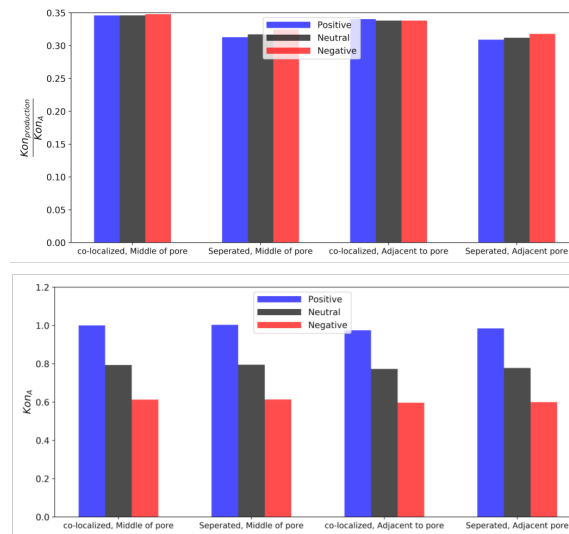 0.35
0.30
0.25
0.20
0.15
0.10
0.05
0.00
Kon_production
Kon_A
Positive
Neutral
Negative
co-localized, Middle of pore
Seperated, Middle of pore
co-localized, Adjacent to pore
Seperated, Adjacent pore
1.2
1.0
0.8
0.6
0.4
0.2
0.0
Kon_A
Positive
Neutral
Negative
co-localized, Middle of pore
Seperated, Middle of pore
co-localized, Adjacent to pore
Seperated, Adjacent pore